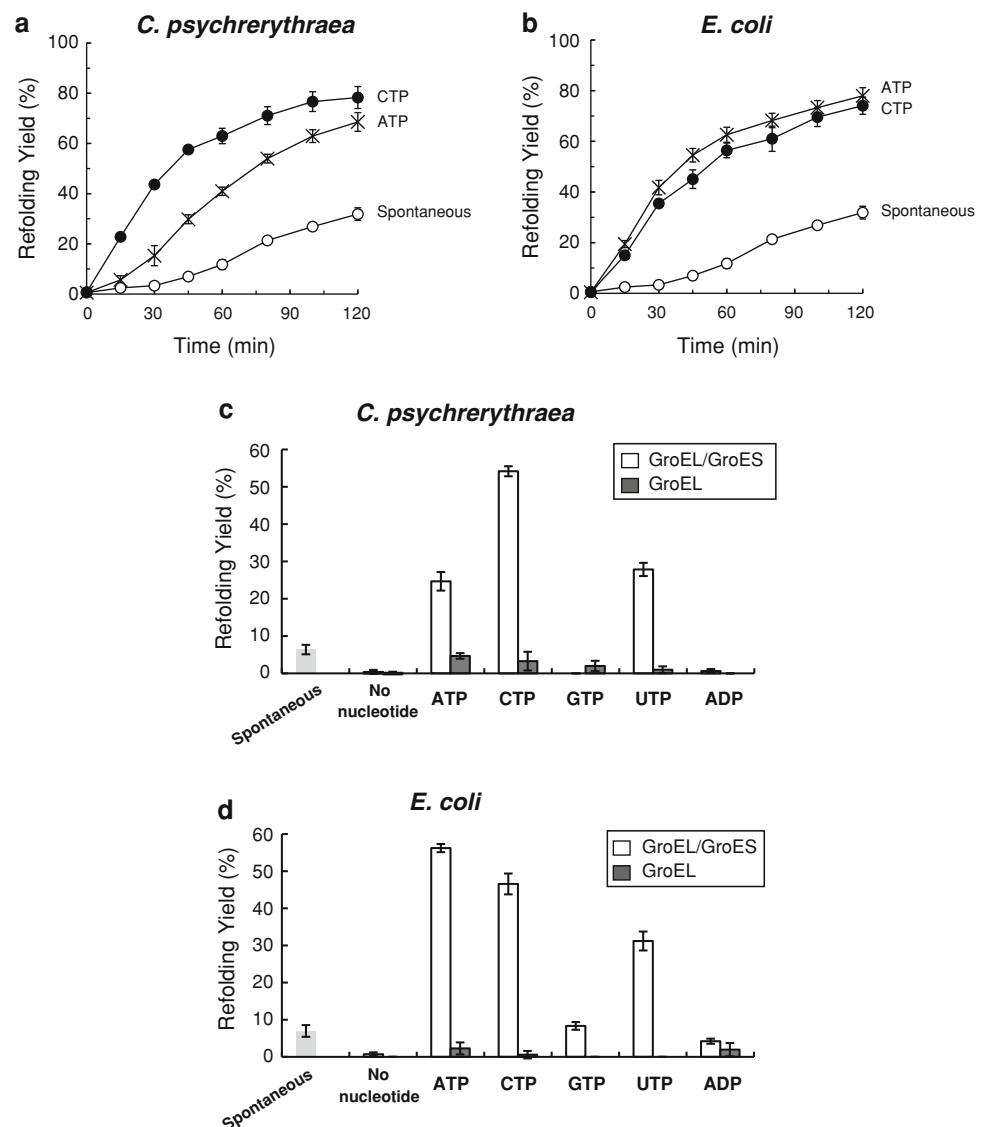 a
C. psychrerythraea
Refolding Yield (%)
100
80
60
40
20
0
CTP
ATP
Spontaneous
0 30 60 90 120
Time (min)
b
E. coli
Refolding Yield (%)
100
80
60
40
20
0
ATP
CTP
Spontaneous
0 30 60 90 120
Time (min)
c
C. psychrerythraea
Refolding Yield (%)
60
50
40
30
20
10
0
GroEL/GroES
GroEL
Spontaneous
No
nucleotide
ATP
CTP
GTP
UTP
ADP
d
E. coli
Refolding Yield (%)
60
50
40
30
20
10
0
GroEL/GroES
GroEL
Spontaneous
No
nucleotide
ATP
CTP
GTP
UTP
ADP